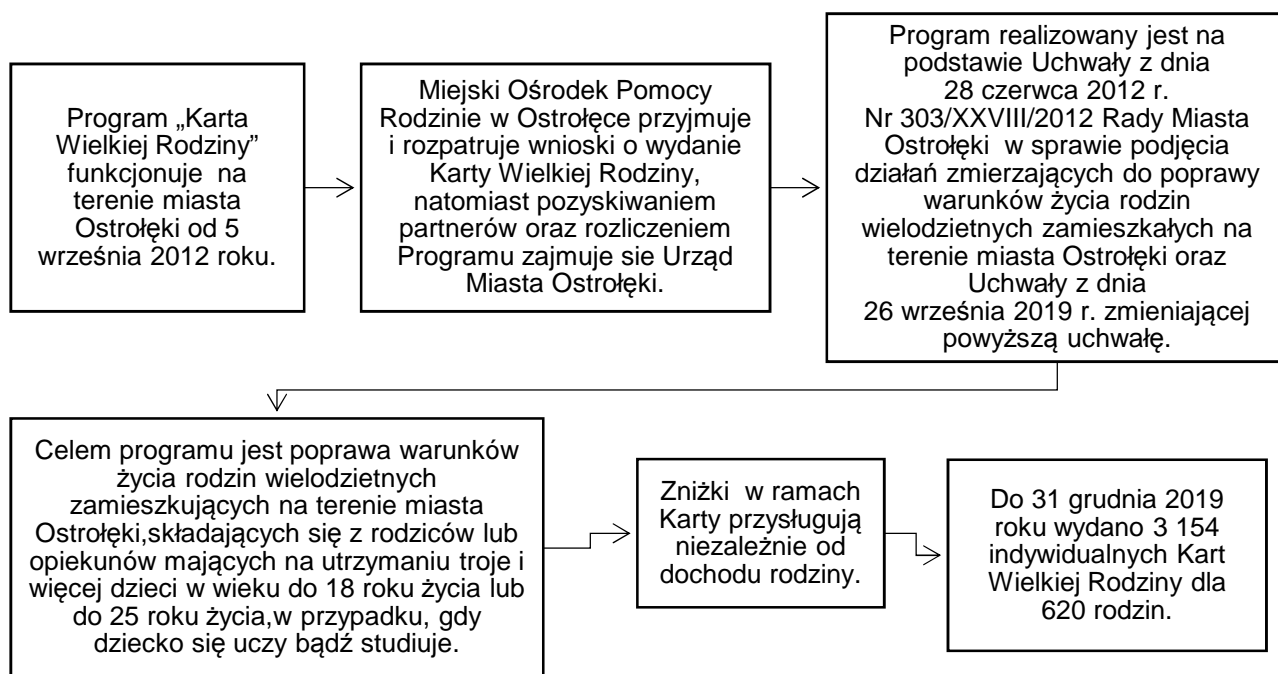 Program „Karta
Wielkiej Rodziny”
funkcjonuje na
terenie miasta
Ostrołęki od 5
września 2012 roku.
Miejski Ośrodek Pomocy
Rodzinie w Ostrołęce przyjmuje
i rozpatruje wnioski o wydanie
Karty Wielkiej Rodziny,
natomiast pozyskiwaniem
partnerów oraz rozliczeniem
Programu zajmuje sie Urząd
Miasta Ostrołęki.
Program realizowany jest na
podstawie Uchwały z dnia
28 czerwca 2012 r.
Nr 303/XXVIII/2012 Rady Miasta
Ostrołęki w sprawie podjęcia
działań zmierzających do poprawy
warunków życia rodzin
wielodzietnych zamieszkałych na
terenie miasta Ostrołęki oraz
Uchwały z dnia
26 września 2019 r. zmieniającej
powyższą uchwałę.
Celem programu jest poprawa warunków
życia rodzin wielodzietnych
zamieszkujących na terenie miasta
Ostrołęki,składających się z rodziców lub
opiekunów mających na utrzymaniu troje i
więcej dzieci w wieku do 18 roku życia lub
do 25 roku życia,w przypadku, gdy
dziecko się uczy bądź studiuje.
Zniżki w ramach
Karty przysługują
niezależnie od
dochodu rodziny.
Do 31 grudnia 2019
roku wydano 3 154
indywidualnych Kart
Wielkiej Rodziny dla
620 rodzin.